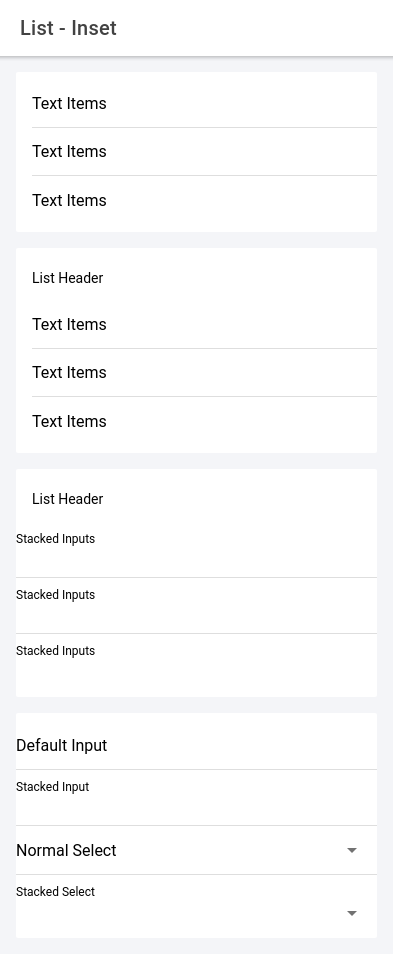 List - Inset
Text Items
Text Items
Text Items
List Header
Text Items
Text Items
Text Items
List Header
Stacked Inputs
Stacked Inputs
Stacked Inputs
Default Input
Stacked Input
Normal Select
Stacked Select